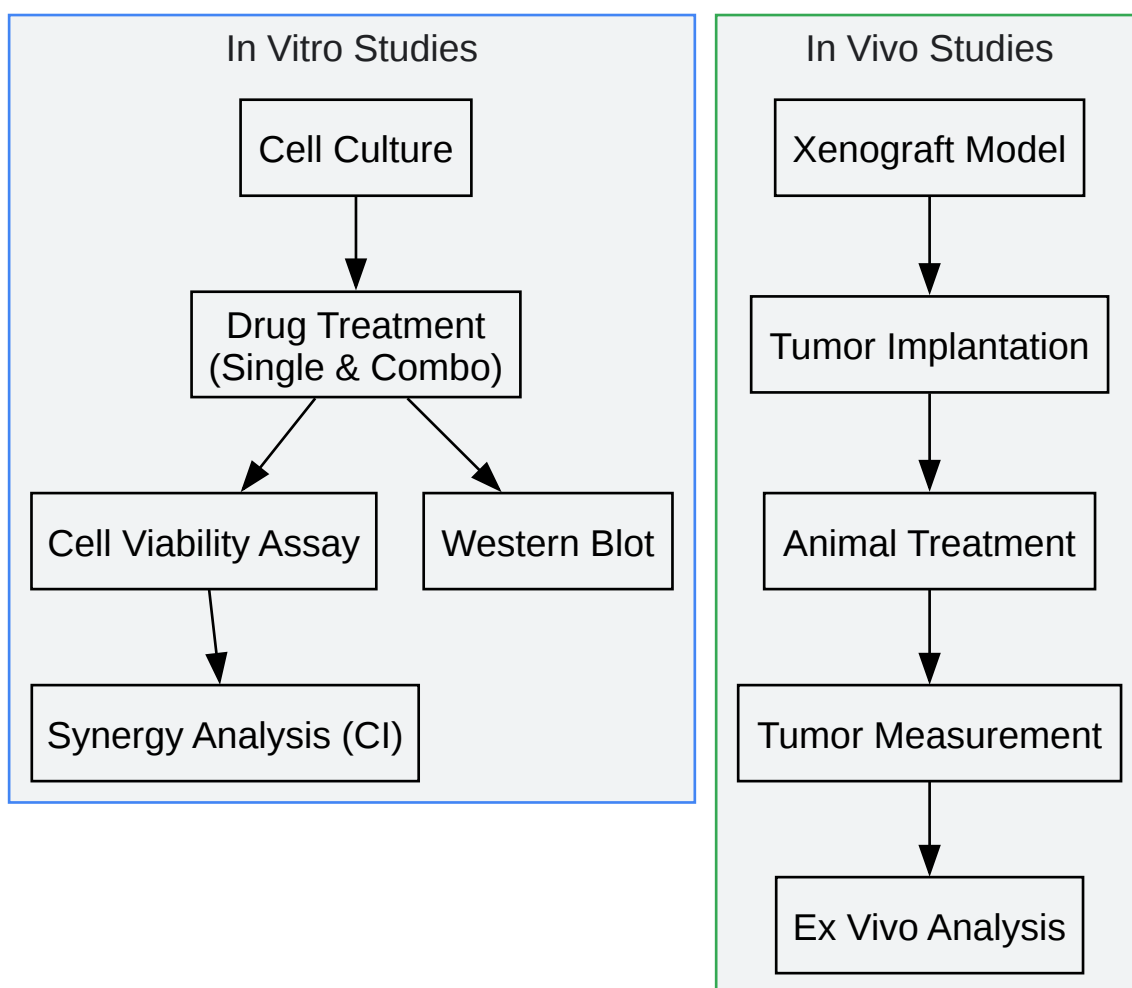 In Vitro Studies
Cell Culture
Drug Treatment
(Single & Combo)
Cell Viability Assay
Western Blot
Synergy Analysis (CI)
In Vivo Studies
Xenograft Model
Tumor Implantation
Animal Treatment
Tumor Measurement
Ex Vivo Analysis